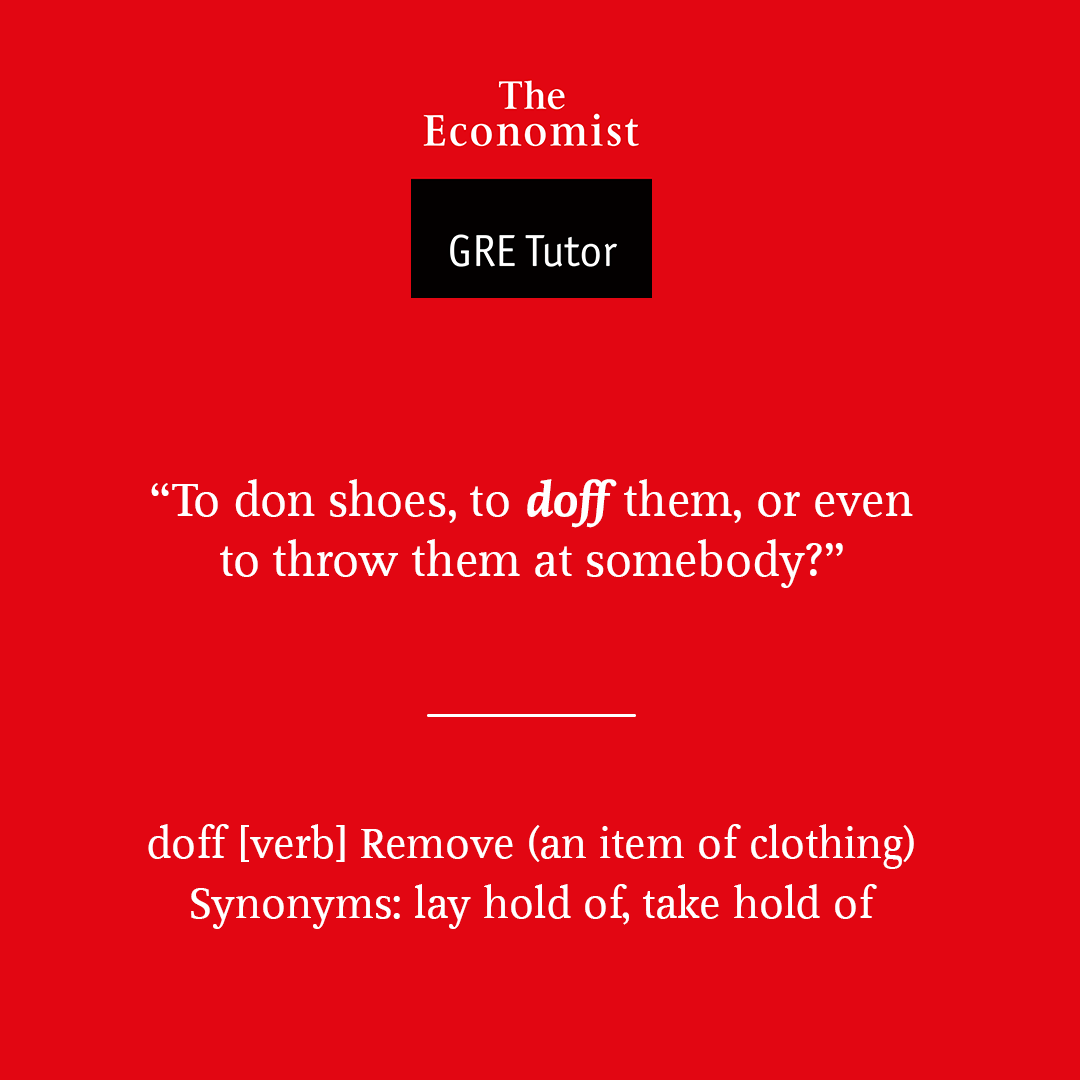 The
Economist
GRE Tutor
“To don shoes, to doff them, or even
to throw them at somebody?”
doff [verb] Remove (an item of clothing)
Synonyms: lay hold of, take hold of